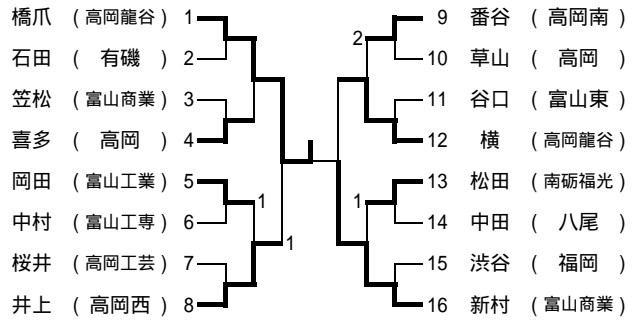 橋爪 ( 高岡龍谷 ) 1
石田 ( 有磯 ) 2
笠松 ( 富山商業 ) 3
喜多 ( 高岡 ) 4
岡田 ( 富山工業 ) 5
中村 ( 富山工専 ) 6
桜井 ( 高岡工芸 ) 7
井上 ( 高岡西 ) 8
1
1
2
1
9 番谷 ( 高岡南 )
10 草山 ( 高岡 )
11 谷口 ( 富山東 )
12 横 ( 高岡龍谷 )
13 松田 ( 南砺福光 )
14 中田 ( 八尾 )
15 渋谷 ( 福岡 )
16 新村 ( 富山商業 )